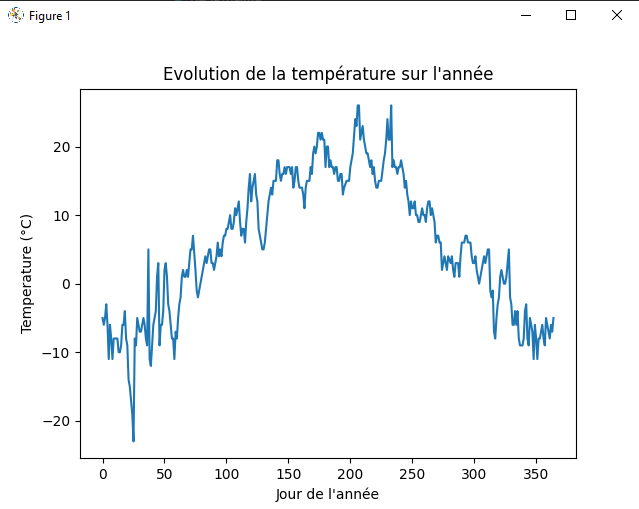 Figure 1
Evolution de la température sur l'année
Temperature (°C)
20
10
0
−10
−20
0 50 100 150 200 250 300 350
Jour de l'année